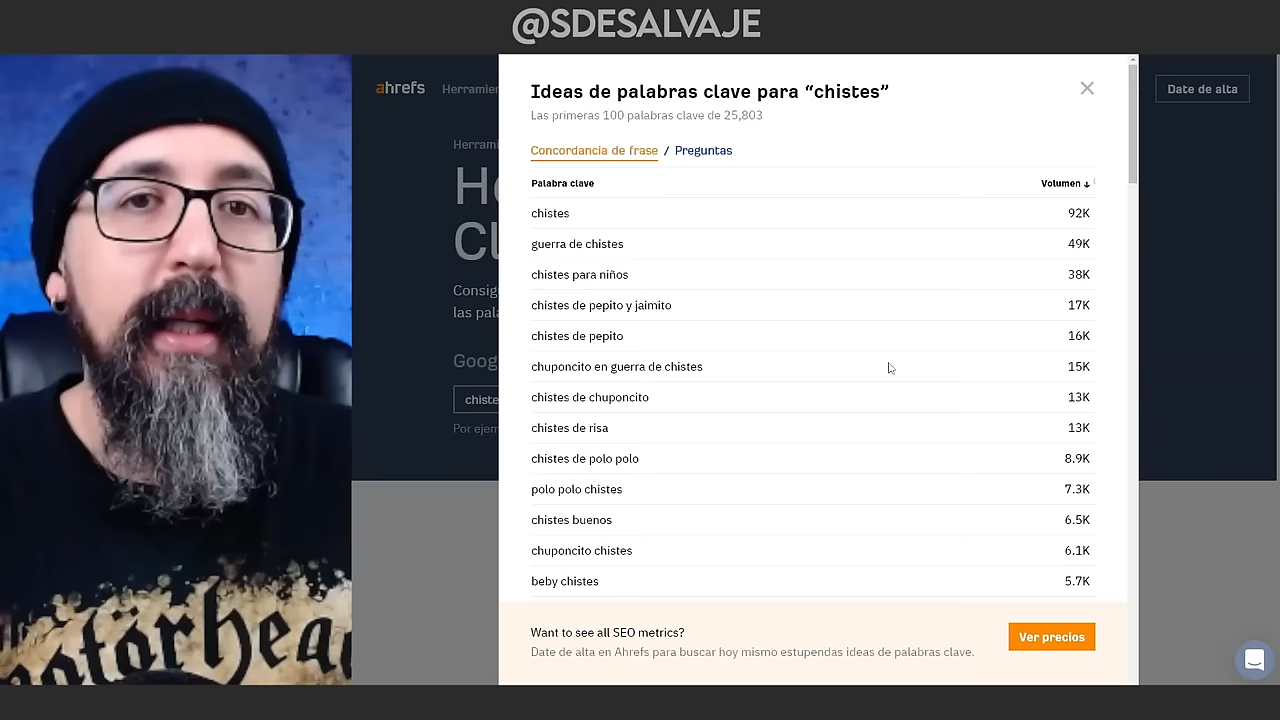 @SDESALVAJE
ahrefs
Date de alta
Ideas de palabras clave para “chistes”
Las primeras 100 palabras clave de 25,803
Concordancia de frase / Preguntas
Palabra clave Volumen ↓
chistes 92K
guerra de chistes 49K
chistes para niños 38K
chistes de pepito y jaimito 17K
chistes de pepito 16K
chuponcito en guerra de chistes 15K
chistes de chuponcito 13K
chistes de risa 13K
chistes de polo polo 8.9K
polo polo chistes 7.3K
chistes buenos 6.5K
chuponcito chistes 6.1K
beby chistes 5.7K
Want to see all SEO metrics?
Date de alta en Ahrefs para buscar hoy mismo estupendas ideas de palabras clave.
Ver precios